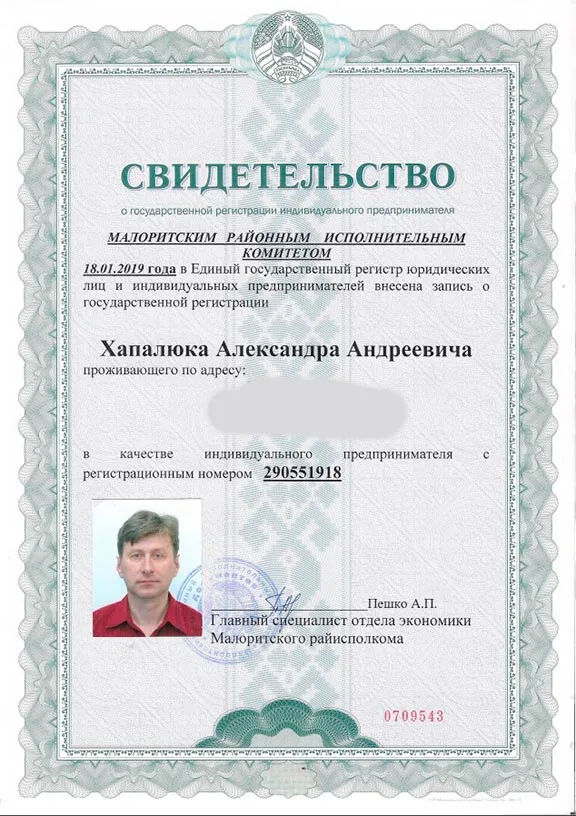 СВИДЕТЕЛЬСТВО
о государственной регистрации индивидуального предпринимателя
МАЛОРИТСКИМ РАЙОННЫМ ИСПОЛНИТЕЛЬНЫМ
КОМИТЕТОМ
18.01.2019 года в Единый государственный регистр юридических
лиц и индивидуальных предпринимателей внесена запись о
государственной регистрации
Хапалюка Александра Андреевича
проживающего по адресу:
в качестве индивидуального предпринимателя с
регистрационным номером 290551918
Пешко А.П.
Главный специалист отдела экономики
Малоритского райисполкома
0709543